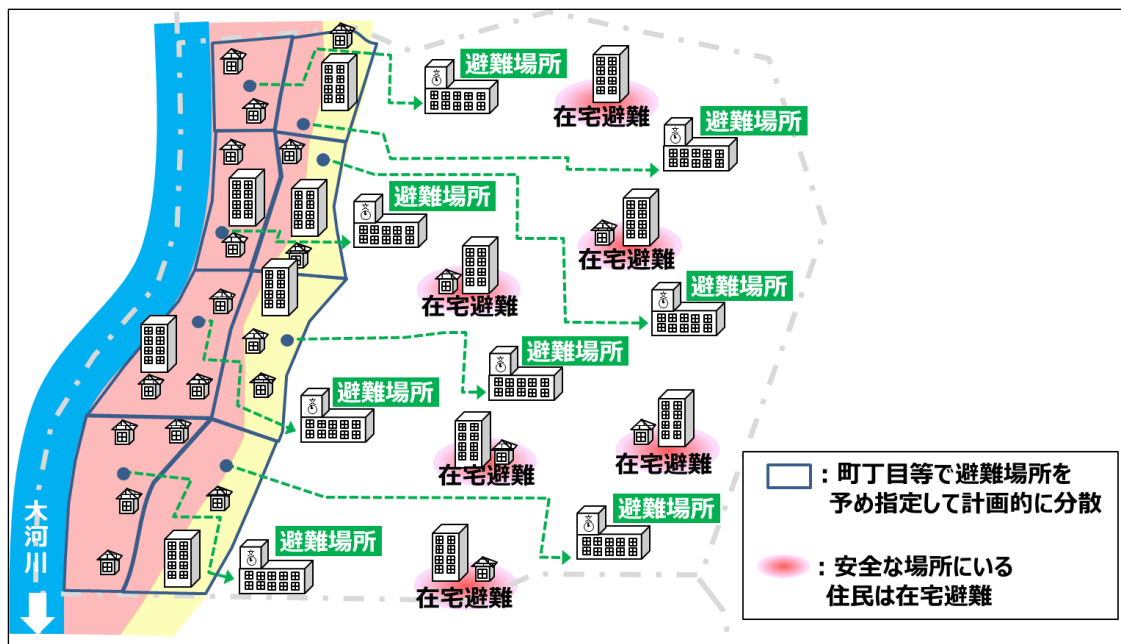 避難場所
在宅避難
避難場所
避難場所
在宅避難
在宅避難
避難場所
避難場所
避難場所
在宅避難
在宅避難
避難場所
避難場所
在宅避難
大河川
：町丁目等で避難場所を
予め指定して計画的に分散
：安全な場所にいる
住民は在宅避難